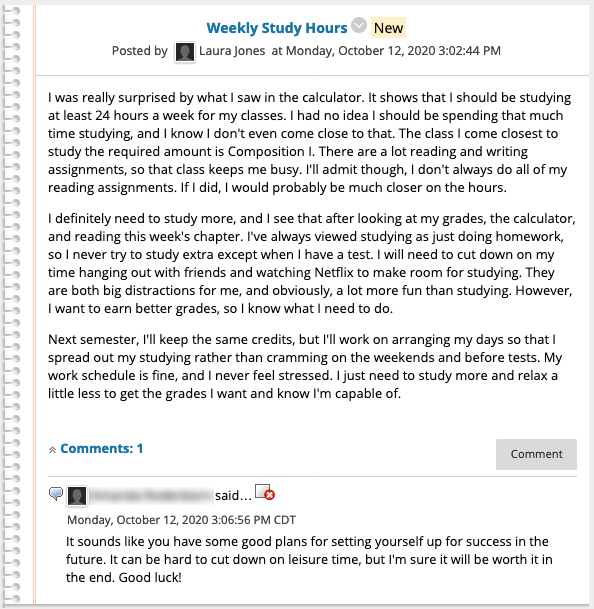 Weekly Study Hours New
Posted by Laura Jones at Monday, October 12, 2020 3:02:44 PM
I was really surprised by what I saw in the calculator. It shows that I should be studying
at least 24 hours a week for my classes. I had no idea I should be spending that much
time studying, and I know I don't even come close to that. The class I come closest to
study the required amount is Composition I. There are a lot reading and writing
assignments, so that class keeps me busy. I'll admit though, I don't always do all of my
reading assignments. If I did, I would probably be much closer on the hours.
I definitely need to study more, and I see that after looking at my grades, the calculator,
and reading this week's chapter. I've always viewed studying as just doing homework,
so I never try to study extra except when I have a test. I will need to cut down on my
time hanging out with friends and watching Netflix to make room for studying. They
are both big distractions for me, and obviously, a lot more fun than studying. However,
I want to earn better grades, so I know what I need to do.
Next semester, I'll keep the same credits, but I'll work on arranging my days so that I
spread out my studying rather than cramming on the weekends and before tests. My
work schedule is fine, and I never feel stressed. I just need to study more and relax a
little less to get the grades I want and know I'm capable of.
Comments: 1
Comment
said...
Monday, October 12, 2020 3:06:56 PM CDT
It sounds like you have some good plans for setting yourself up for success in the
future. It can be hard to cut down on leisure time, but I'm sure it will be worth it in
the end. Good luck!